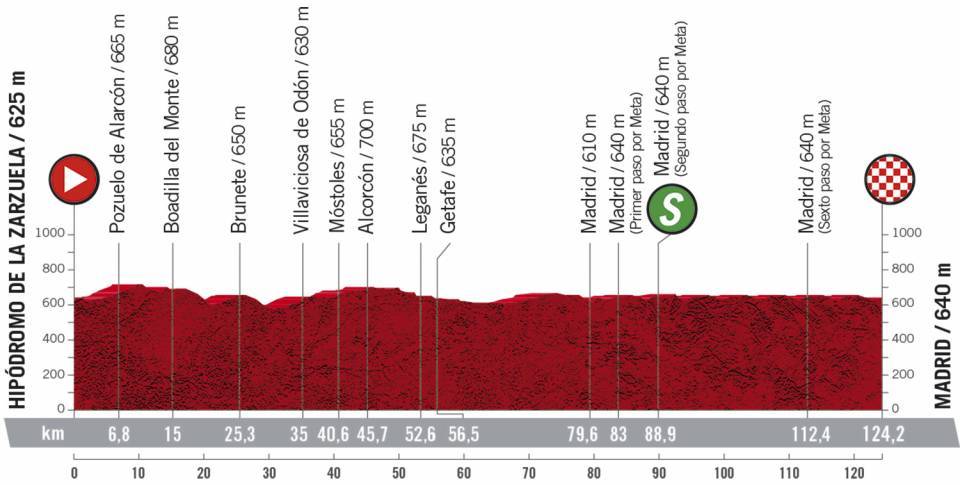 HIPÓDROMO DE LA ZARZUELA / 625 m
Pozuelo de Alarcón / 665 m
Boadilla del Monte / 680 m
Brunete / 650 m
Villaviciosa de Odón / 630 m
Móstoles / 655 m
Alcorcón / 700 m
Leganés / 675 m
Getafe / 635 m
Madrid / 610 m
Madrid / 640 m
(Primer paso por Meta)
Madrid / 640 m
(Segundo paso por Meta)
S
Madrid / 640 m
(Sexto paso por Meta)
MADRID / 640 m
1000
800
600
400
200
0
1000
800
600
400
200
0
km 6,8 15 25,3 35 40,6 45,7 52,6 56,5 79,6 83 88,9 112,4 124,2
0 10 20 30 40 50 60 70 80 90 100 110 120